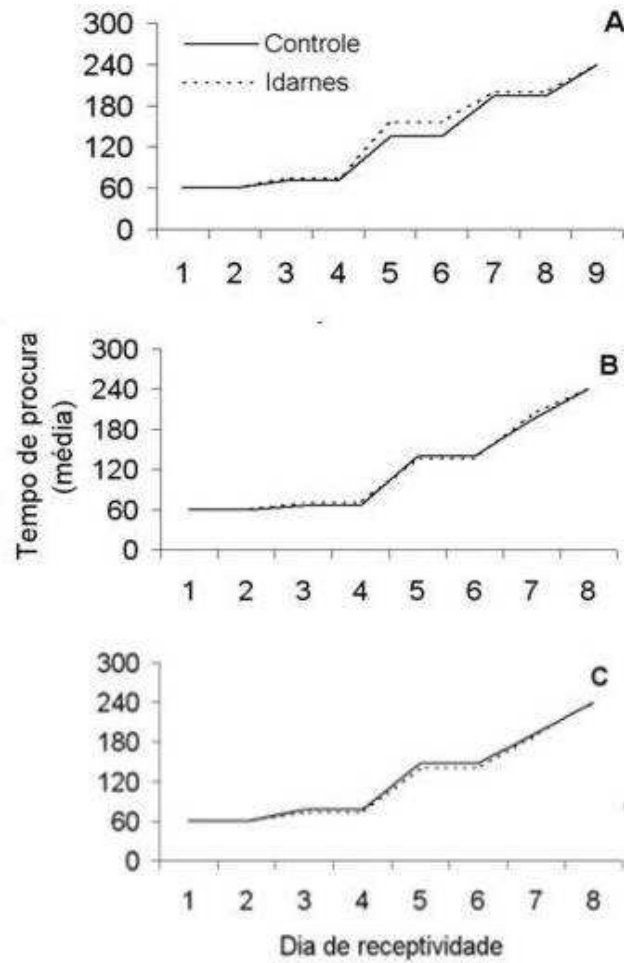 A
Controle
Idarnes
300
240
180
120
60
0
1 2 3 4 5 6 7 8 9
B
300
240
180
120
60
0
1 2 3 4 5 6 7 8
Tempo de procura
(média)
C
300
240
180
120
60
0
1 2 3 4 5 6 7 8
Dia de receptividade